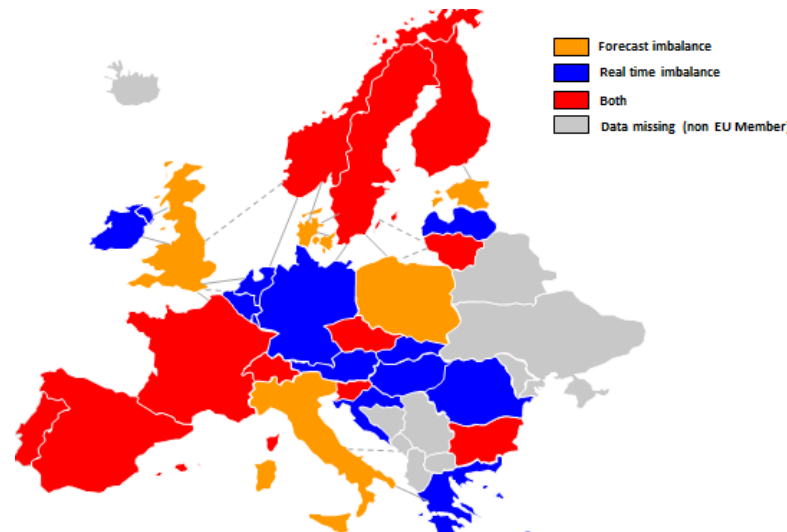 Forecast imbalance
Real time imbalance
Both
Data missing (non EU Member)